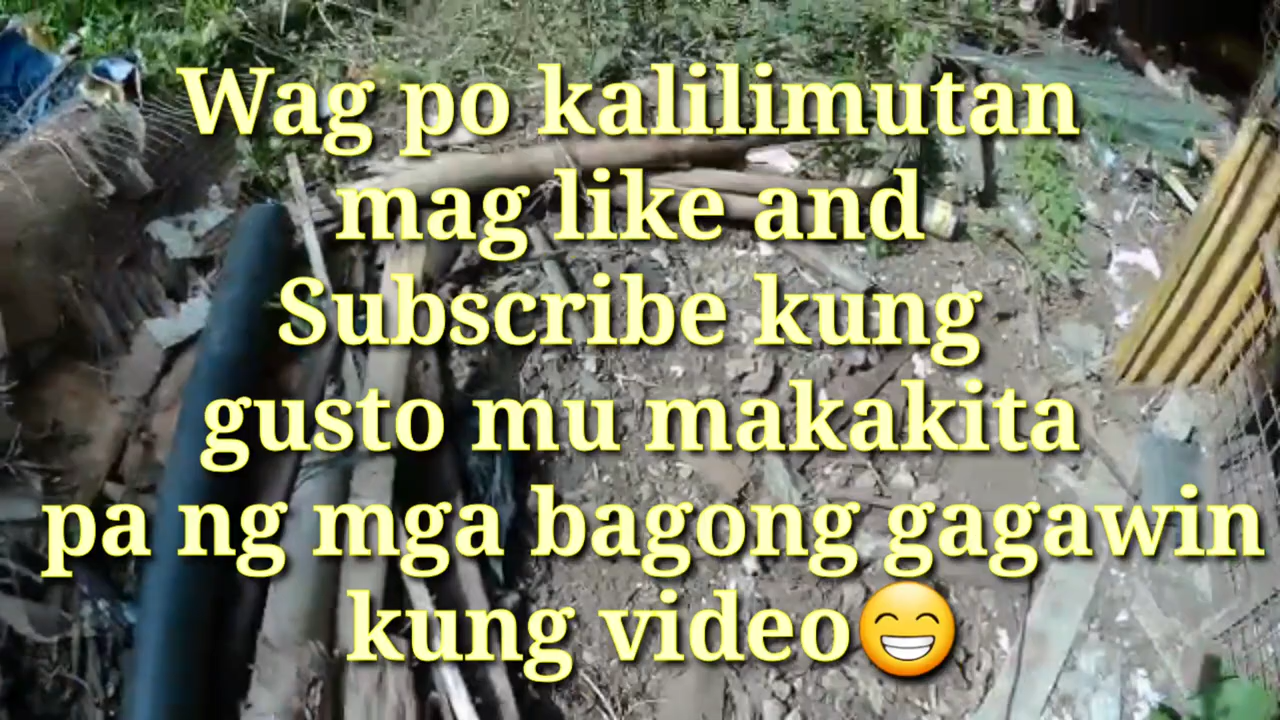 Wag po kalilimutan
mag like and
Subscribe kung
gusto mu makakita
pa ng mga bagong gagawin
kung video😁